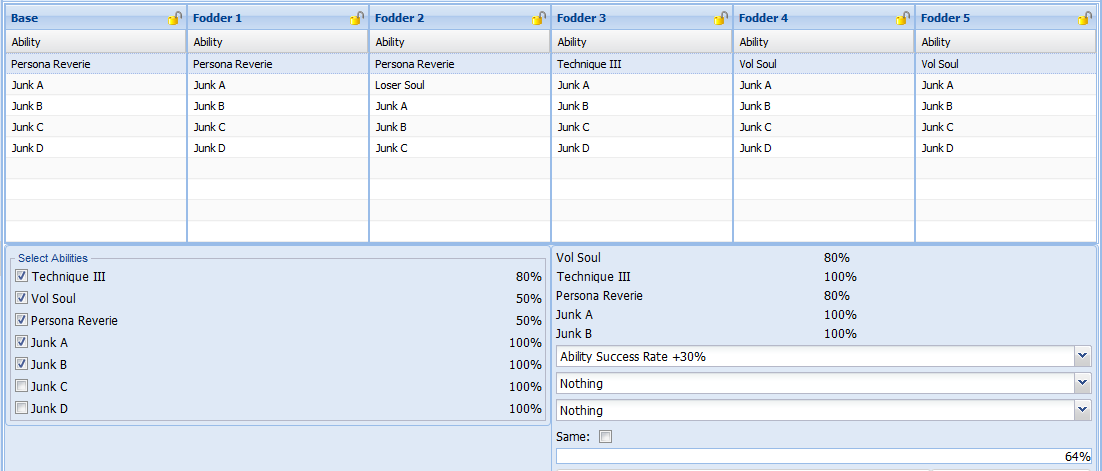 Base Fodder 1 Fodder 2 Fodder 3 Fodder 4 Fodder 5
Ability Ability Ability Ability Ability Ability
Persona Reverie Persona Reverie Persona Reverie Technique III Vol Soul Vol Soul
Junk A Junk A Loser Soul Junk A Junk A Junk A
Junk B Junk B Junk A Junk B Junk B Junk B
Junk C Junk C Junk B Junk C Junk C Junk C
Junk D Junk D Junk C Junk D Junk D Junk D
Select Abilities
Technique III 80%
Vol Soul 50%
Persona Reverie 50%
Junk A 100%
Junk B 100%
Junk C 100%
Junk D 100%
Vol Soul 80%
Technique III 100%
Persona Reverie 80%
Junk A 100%
Junk B 100%
Ability Success Rate +30%
Nothing
Nothing
Same:
64%